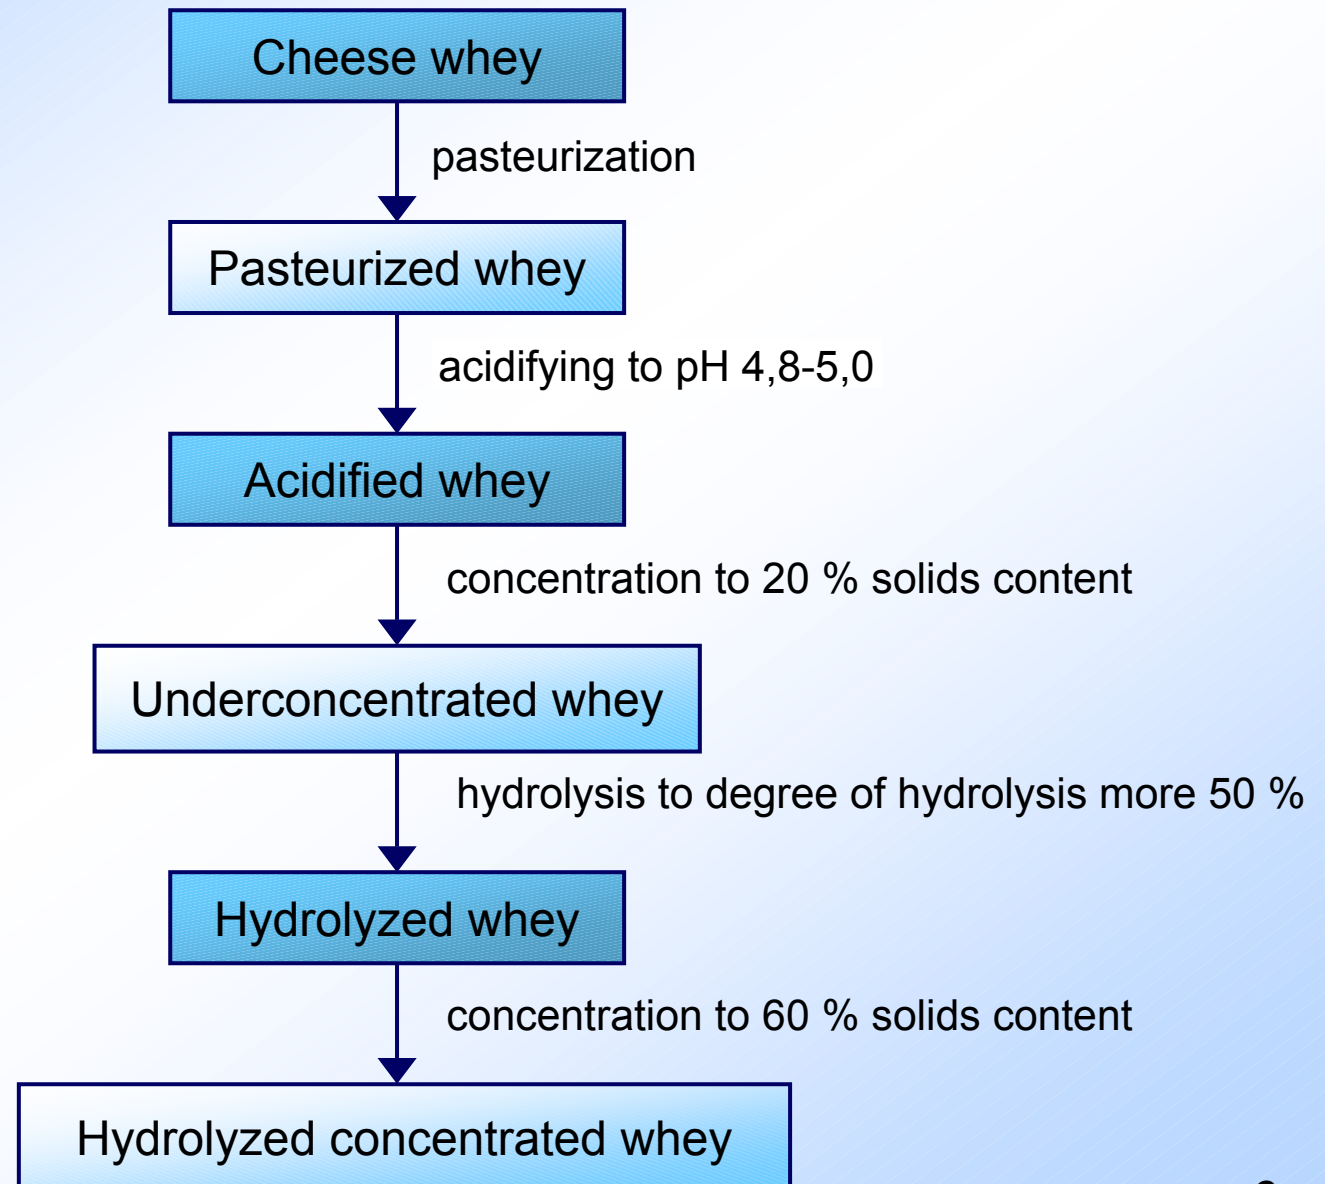 Cheese whey
pasteurization
Pasteurized whey
acidifying to pH 4,8-5,0
Acidified whey
concentration to 20 % solids content
Underconcentrated whey
hydrolysis to degree of hydrolysis more 50 %
Hydrolyzed whey
concentration to 60 % solids content
Hydrolyzed concentrated whey